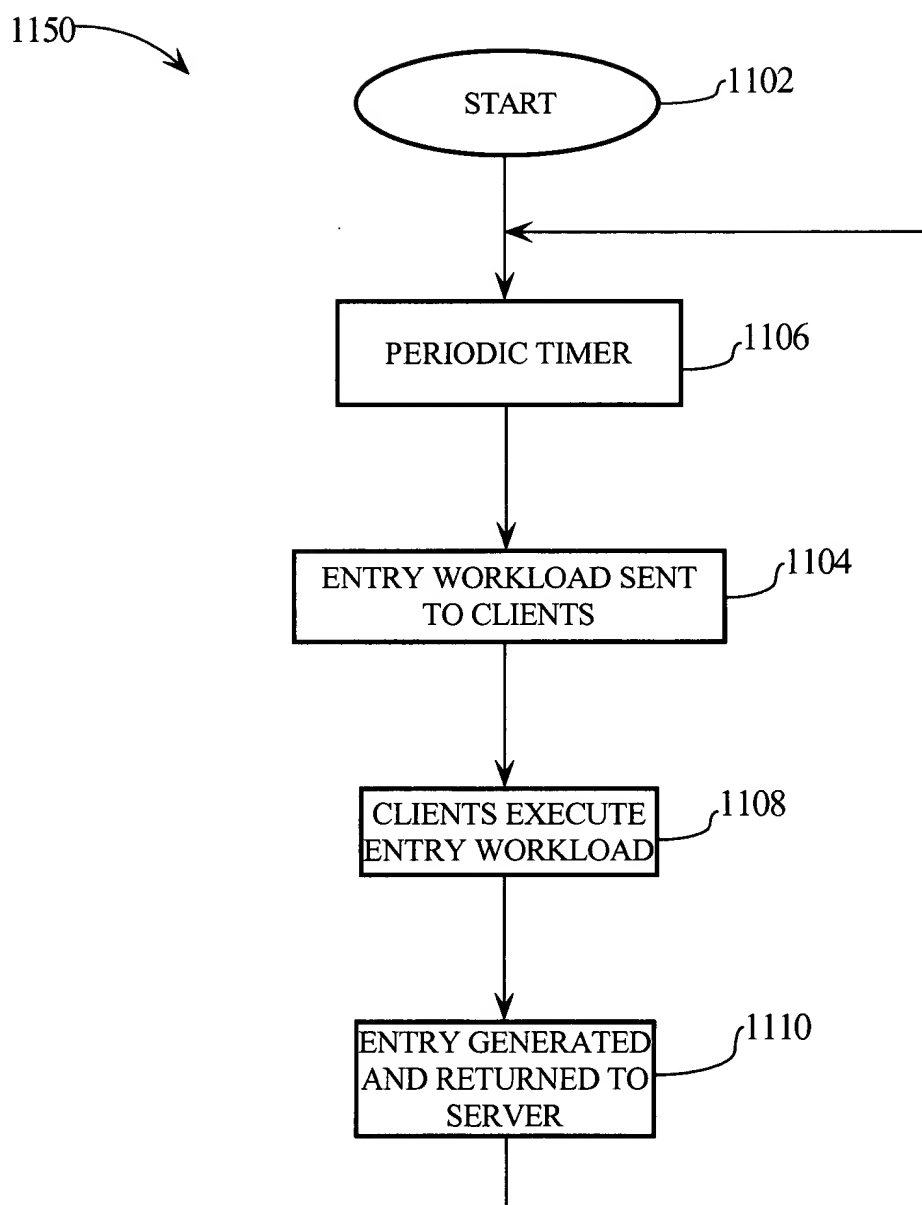 1150
START
1102
PERIODIC TIMER
1106
ENTRY WORKLOAD SENT
TO CLIENTS
1104
CLIENTS EXECUTE
ENTRY WORKLOAD
1108
ENTRY GENERATED
AND RETURNED TO
SERVER
1110